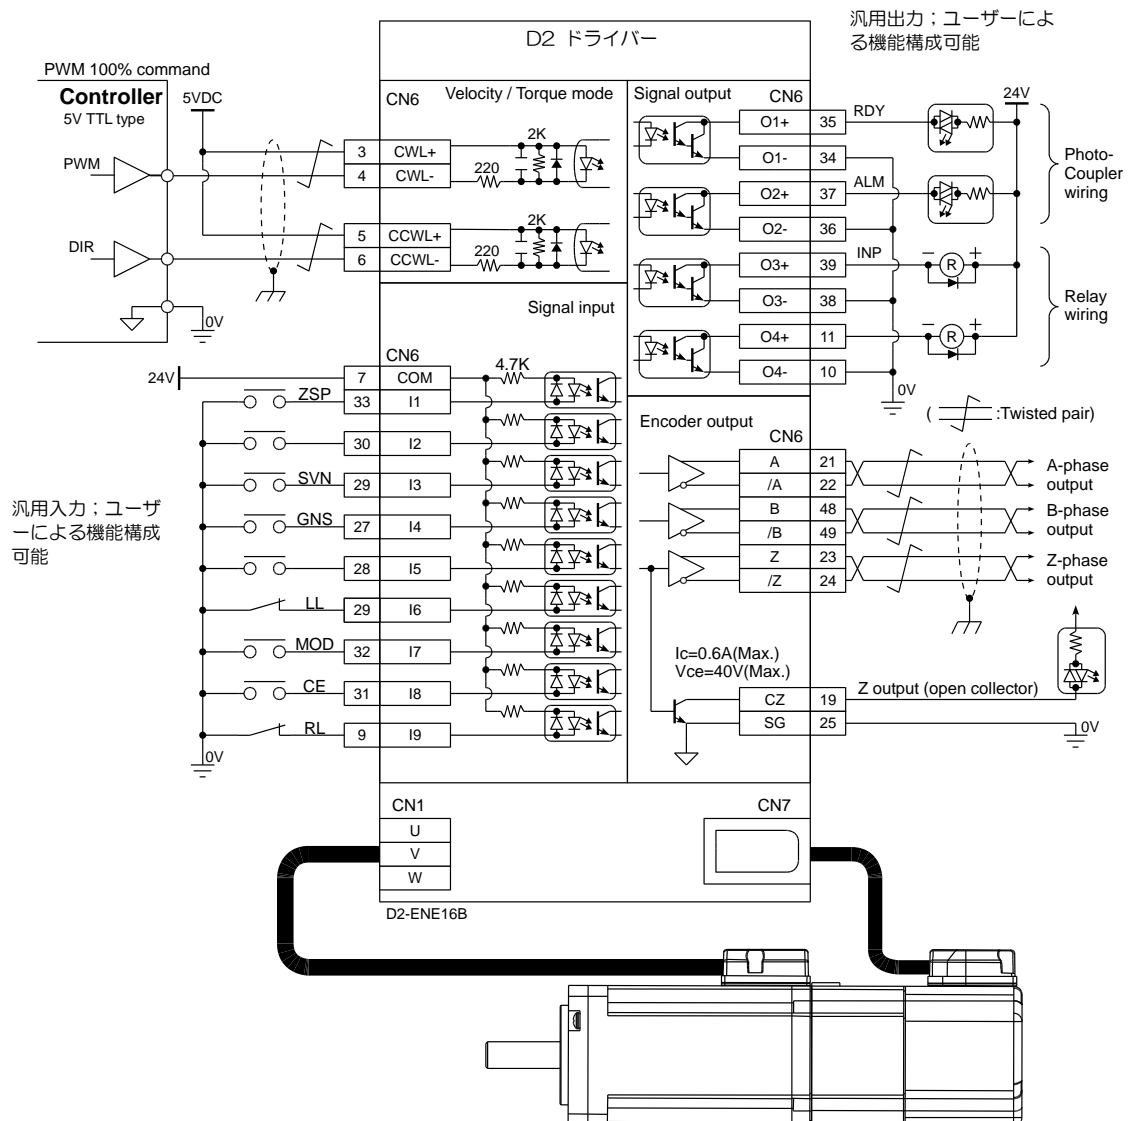 D2 ドライバー
汎用出力；ユーザーによ
る機能構成可能
PWM 100% command
Controller
5V TTL type
5VDC
PWM
DIR
0V
CN6
Velocity / Torque mode
3 CWL+
4 CWL-
220
2K
5 CCWL+
6 CCWL-
220
2K
Signal output
CN6
O1+ 35 RDY
O1- 34
O2+ 37 ALM
O2- 36
O3+ 39 INP
O3- 38
O4+ 11
O4- 10
24V
Photo-
Coupler
wiring
− R +
− R +
Relay
wiring
0V
Signal input
CN6
4.7K
24V 7 COM
ZSP 33 I1
30 I2
SVN 29 I3
GNS 27 I4
28 I5
LL 29 I6
MOD 32 I7
CE 31 I8
RL 9 I9
0V
汎用入力；ユーザ
ーによる機能構成
可能
( :Twisted pair)
Encoder output
CN6
A 21
/A 22
B 48
/B 49
Z 23
/Z 24
A-phase
output
B-phase
output
Z-phase
output
Ic=0.6A(Max.)
Vce=40V(Max.)
CZ 19
SG 25
Z output (open collector)
0V
CN1
U
V
W
CN7
D2-ENE16B